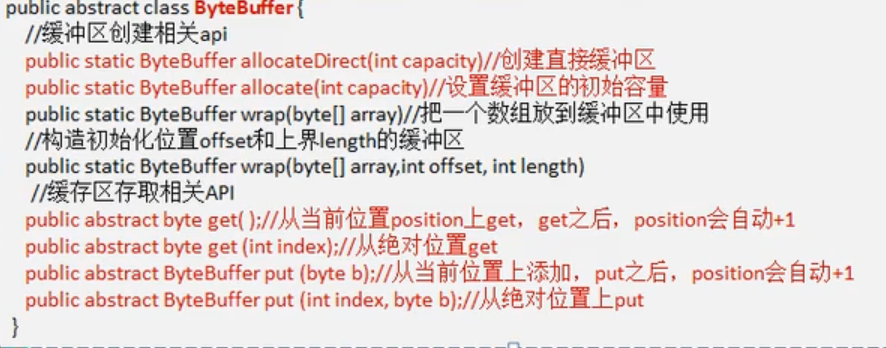 public abstract class ByteBuffer {
//缓冲区创建相关api
public static ByteBuffer allocateDirect(int capacity)//创建直接缓冲区
public static ByteBuffer allocate(int capacity)//设置缓冲区的初始容量
public static ByteBuffer wrap(byte[] array)//把一个数组放到缓冲区中使用
//构造初始化位置offset和上界length的缓冲区
public static ByteBuffer wrap(byte[] array,int offset, int length)
//缓存区存取相关API
public abstract byte get( );//从当前位置position上get，get之后，position会自动+1
public abstract byte get (int index);//从绝对位置get
public abstract ByteBuffer put (byte b);//从当前位置上添加，put之后，position会自动+1
public abstract ByteBuffer put (int index, byte b);//从绝对位置上put
}